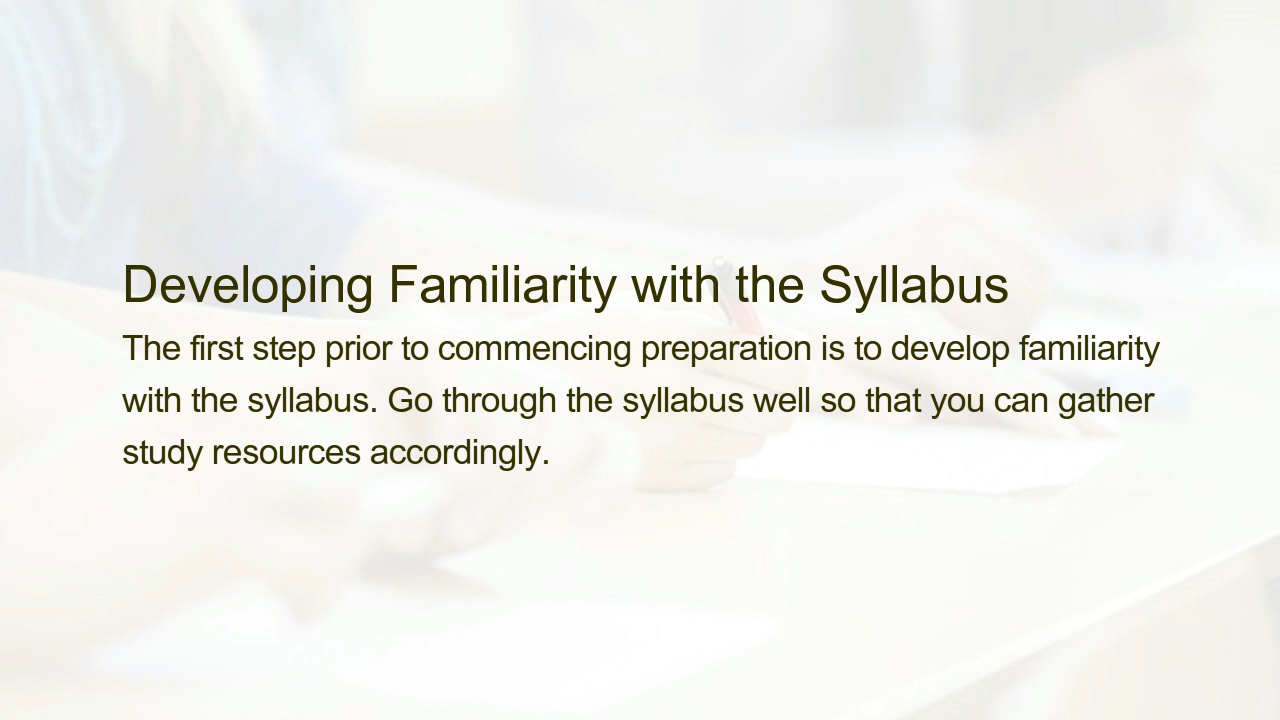 Developing Familiarity with the Syllabus
The first step prior to commencing preparation is to develop familiarity
with the syllabus. Go through the syllabus well so that you can gather
study resources accordingly.